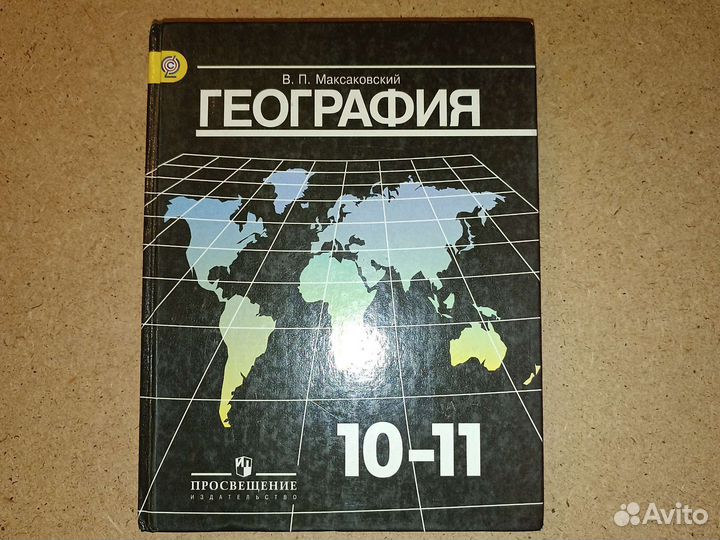 В. П. Максаковский
ГЕОГРАФИЯ
10-11
ПРОСВЕЩЕНИЕ
ИЗДАТЕЛЬСТВО
Avito